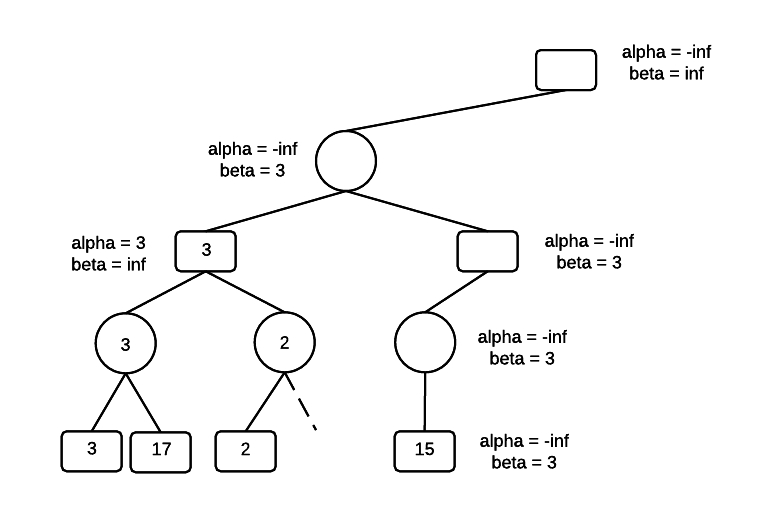 alpha = -inf
beta = inf
alpha = -inf
beta = 3
alpha = 3
beta = inf
3
alpha = -inf
beta = 3
3
2
alpha = -inf
beta = 3
3
17
2
15
alpha = -inf
beta = 3